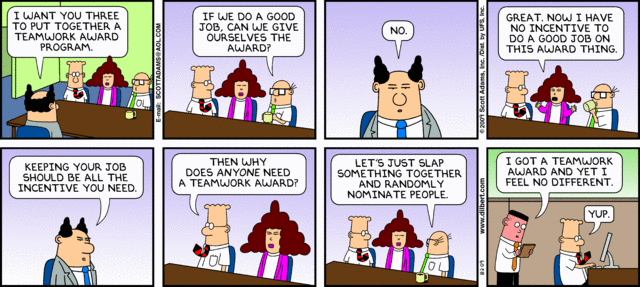 I WANT YOU THREE
TO PUT TOGETHER A
TEAMWORK AWARD
PROGRAM.
E-mail: SCOTTADAMS@AOL.COM
IF WE DO A GOOD
JOB, CAN WE GIVE
OURSELVES THE
AWARD?
NO.
© 2009 Scott Adams, Inc./Dist. by UFS, Inc.
GREAT. NOW I HAVE
NO INCENTIVE TO
DO A GOOD JOB ON
THIS AWARD THING.
KEEPING YOUR JOB
SHOULD BE ALL THE
INCENTIVE YOU NEED.
THEN WHY
DOES ANYONE NEED
A TEAMWORK AWARD?
LET'S JUST SLAP
SOMETHING TOGETHER
AND RANDOMLY
NOMINATE PEOPLE.
www.dilbert.com
8-2-09
I GOT A TEAMWORK
AWARD AND YET I
FEEL NO DIFFERENT.
YUP.